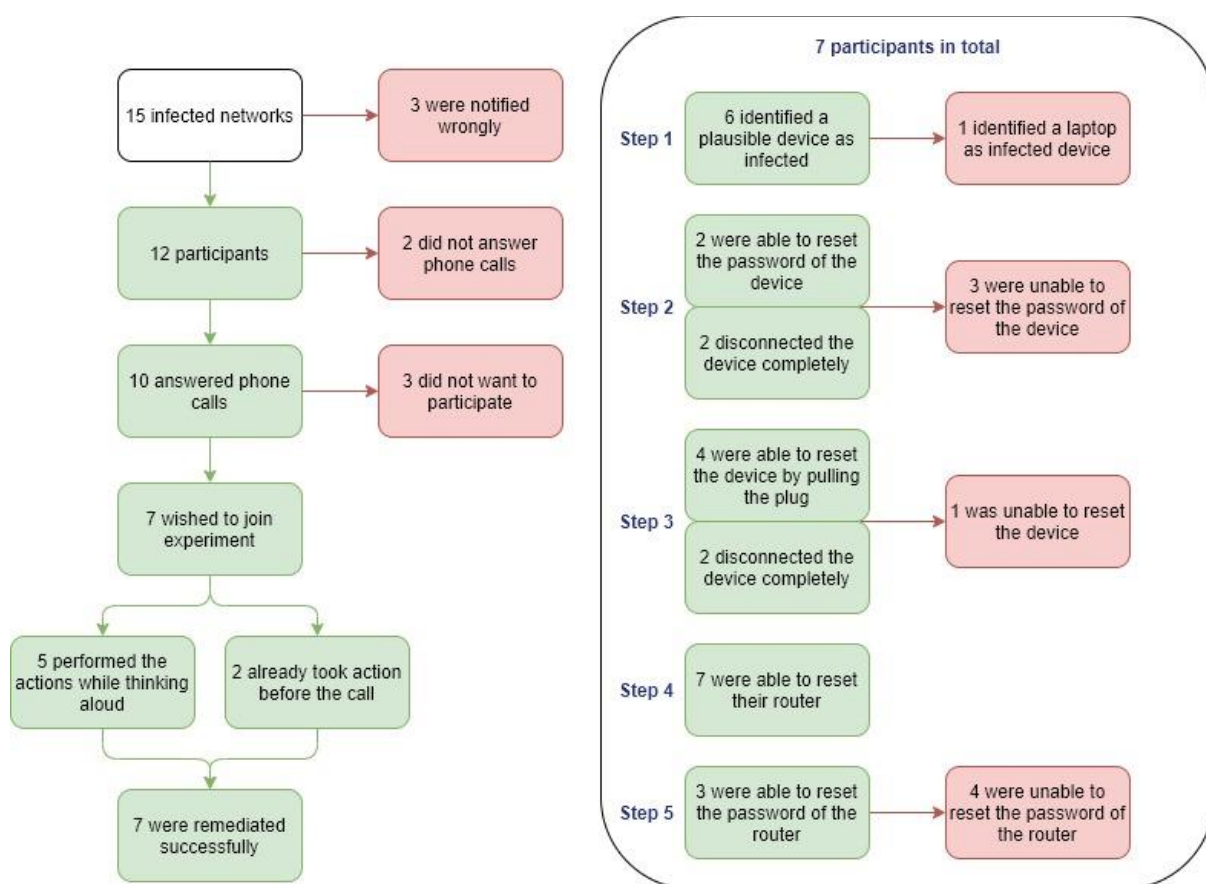 15 infected networks
3 were notified
wrongly
12 participants
2 did not answer
phone calls
10 answered phone
calls
3 did not want to
participate
7 wished to join
experiment
5 performed the
actions while thinking
aloud
2 already took action
before the call
7 were remediated
successfully
7 participants in total
Step 1
6 identified a
plausible device as
infected
1 identified a laptop
as infected device
Step 2
2 were able to reset
the password of the
device
2 disconnected the
device completely
3 were unable to
reset the password of
the device
Step 3
4 were able to reset
the device by pulling
the plug
2 disconnected the
device completely
1 was unable to reset
the device
Step 4
7 were able to reset
their router
Step 5
3 were able to reset
the password of the
router
4 were unable to
reset the password of
the router